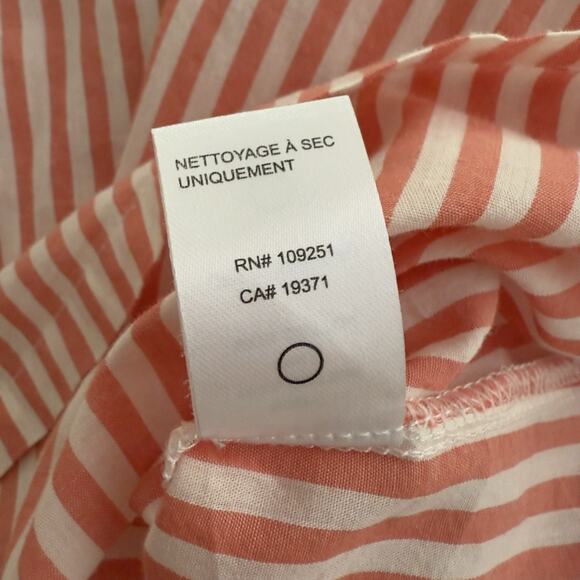 NETTOYAGE À SEC
UNIQUEMENT
RN# 109251
CA# 19371